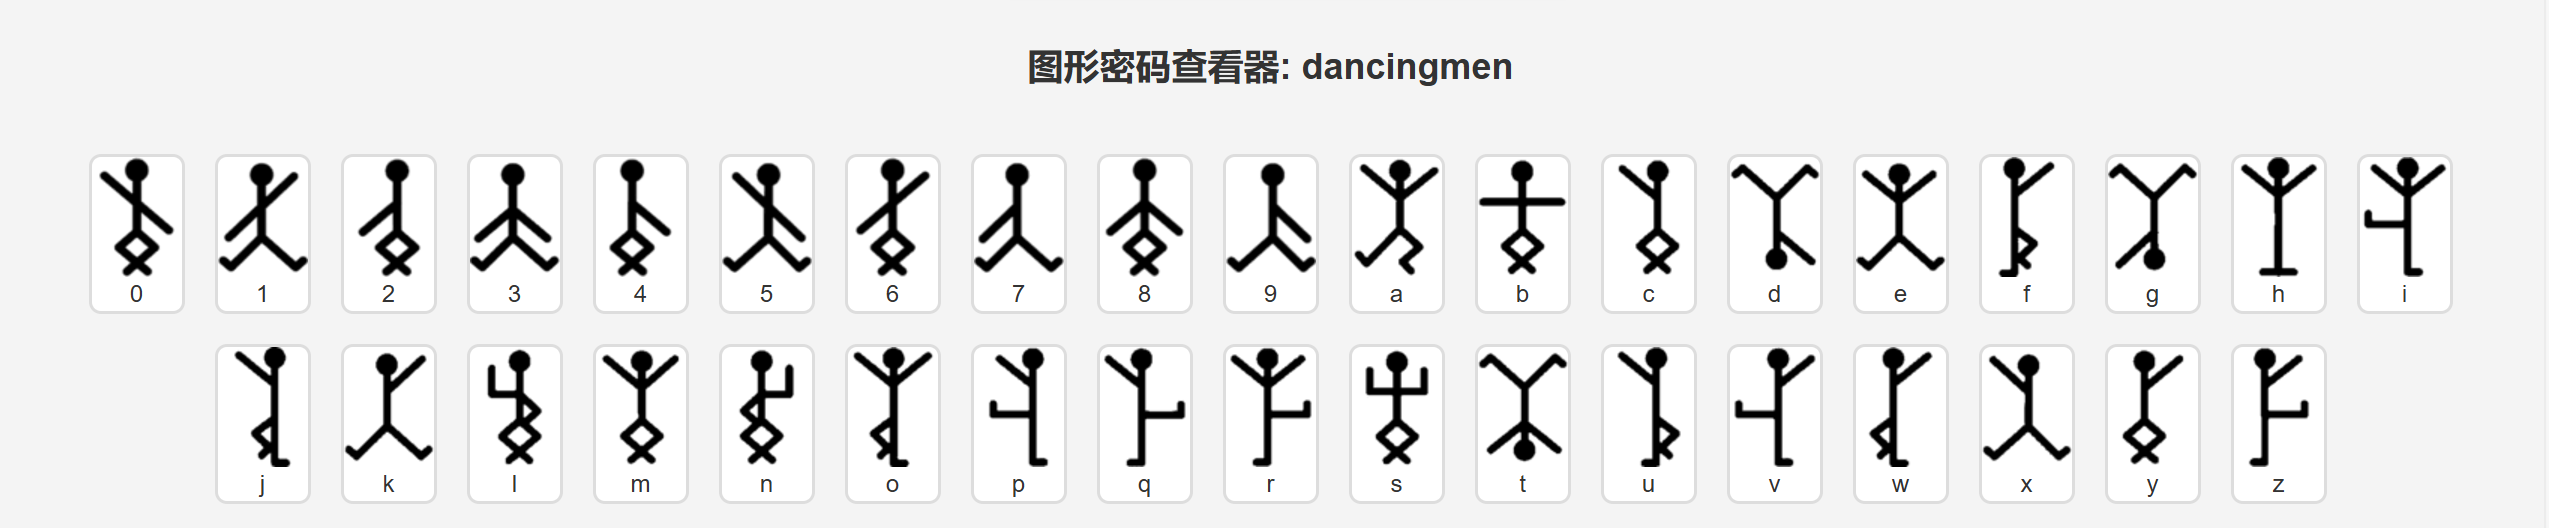 图形密码查看器: dancingmen
0 1 2 3 4 5 6 7 8 9 a b c d e f g h i
j k l m n o p q r s t u v w x y z